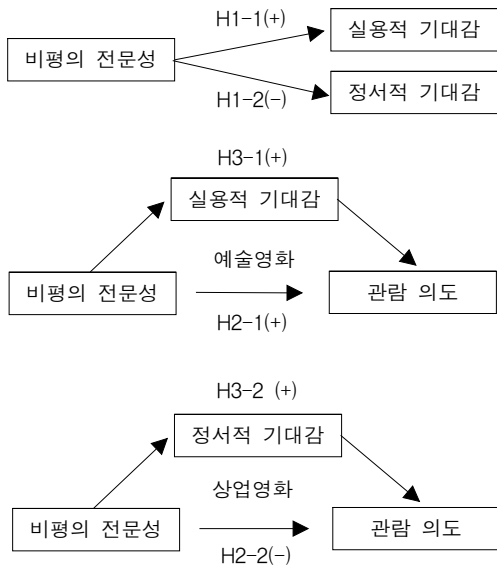 H1-1(+)
실용적 기대감
비평의 전문성
정서적 기대감
H1-2(-)
H3-1(+)
실용적 기대감
예술영화
비평의 전문성
관람 의도
H2-1(+)
H3-2 (+)
정서적 기대감
상업영화
비평의 전문성
관람 의도
H2-2(-)